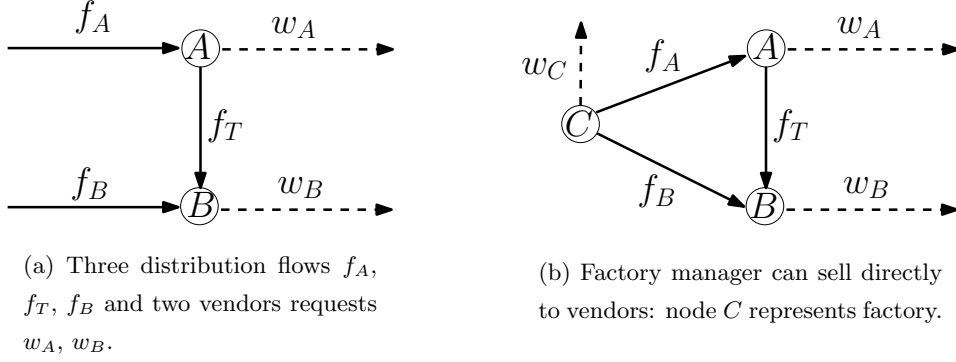 f_A
A
w_A
f_T
f_B
B
w_B
(a) Three distribution flows f_A,
f_T, f_B and two vendors requests
w_A, w_B.
w_C
f_A
A
w_A
C
f_T
f_B
B
w_B
(b) Factory manager can sell directly
to vendors: node C represents factory.